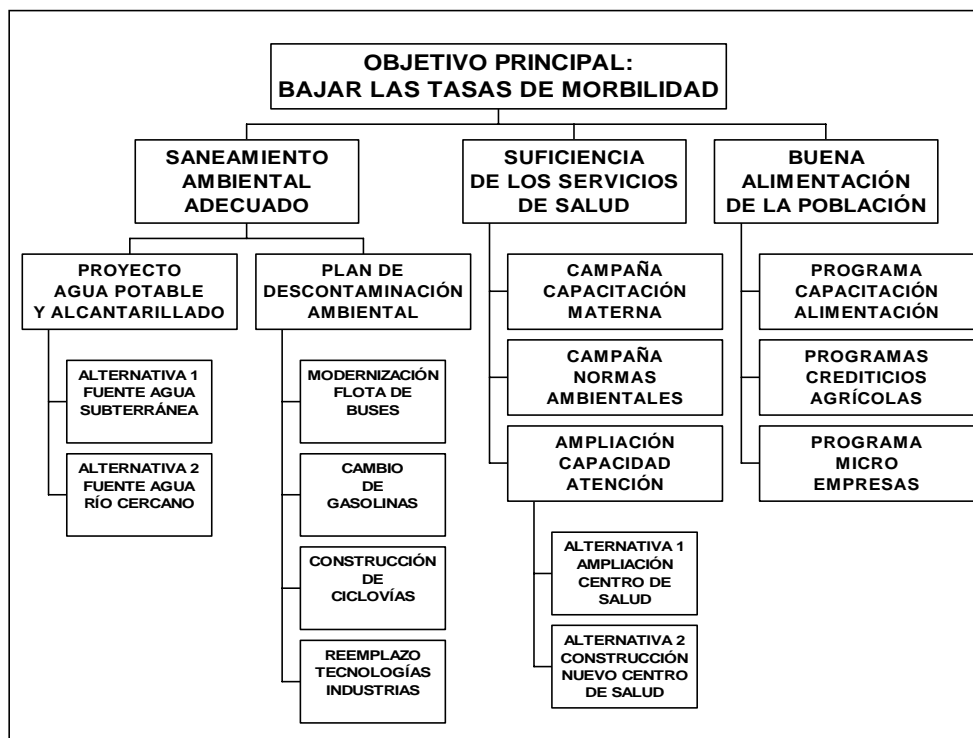 OBJETIVO PRINCIPAL:
BAJAR LAS TASAS DE MORBILIDAD
SANEAMIENTO
AMBIENTAL
ADECUADO
SUFICIENCIA
DE LOS SERVICIOS
DE SALUD
BUENA
ALIMENTACIÓN
DE LA POBLACIÓN
PROYECTO
AGUA POTABLE
Y ALCANTARILLADO
PLAN DE
DESCONTAMINACIÓN
AMBIENTAL
CAMPAÑA
CAPACITACIÓN
MATERNA
PROGRAMA
CAPACITACIÓN
ALIMENTACIÓN
ALTERNATIVA 1
FUENTE AGUA
SUBTERRÁNEA
MODERNIZACIÓN
FLOTA DE
BUSES
CAMPAÑA
NORMAS
AMBIENTALES
PROGRAMAS
CREDITICIOS
AGRÍCOLAS
ALTERNATIVA 2
FUENTE AGUA
RÍO CERCANO
CAMBIO
DE
GASOLINAS
AMPLIACIÓN
CAPACIDAD
ATENCIÓN
PROGRAMA
MICRO
EMPRESAS
CONSTRUCCIÓN
DE
CICLOVÍAS
ALTERNATIVA 1
AMPLIACIÓN
CENTRO DE
SALUD
REEMPLAZO
TECNOLOGÍAS
INDUSTRIAS
ALTERNATIVA 2
CONSTRUCCIÓN
NUEVO CENTRO
DE SALUD